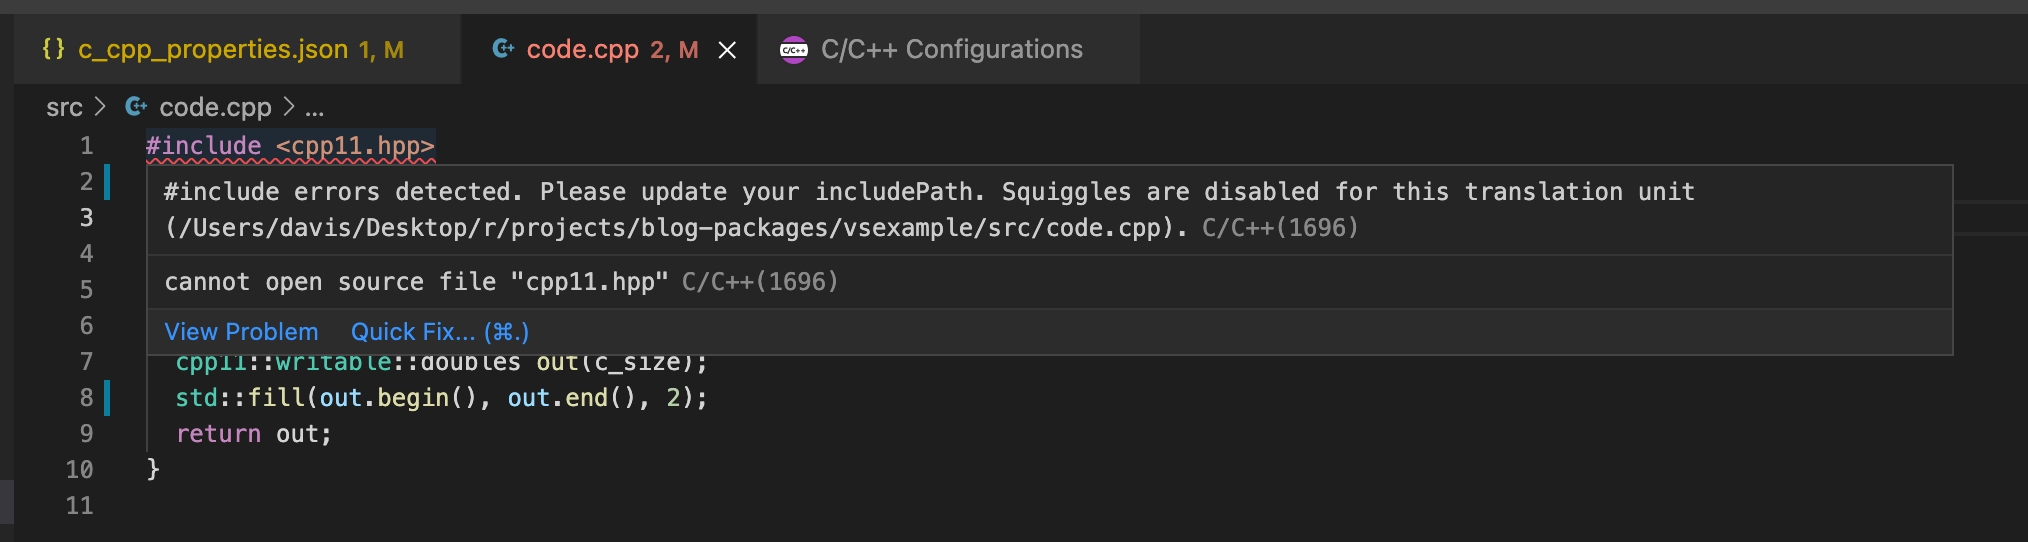 {} c_cpp_properties.json 1, M
code.cpp 2, M
C/C++ C/C++ Configurations
src > code.cpp > ...
1 #include <cpp11.hpp>
2
#include errors detected. Please update your includePath. Squiggles are disabled for this translation unit
3
(/Users/davis/Desktop/r/projects/blog-packages/vsexample/src/code.cpp). C/C++(1696)
4
cannot open source file "cpp11.hpp" C/C++(1696)
5
6
View Problem Quick Fix... (⌘.)
7 cpp11::writable::doubles out(c_size);
8 std::fill(out.begin(), out.end(), 2);
9 return out;
10 }
11